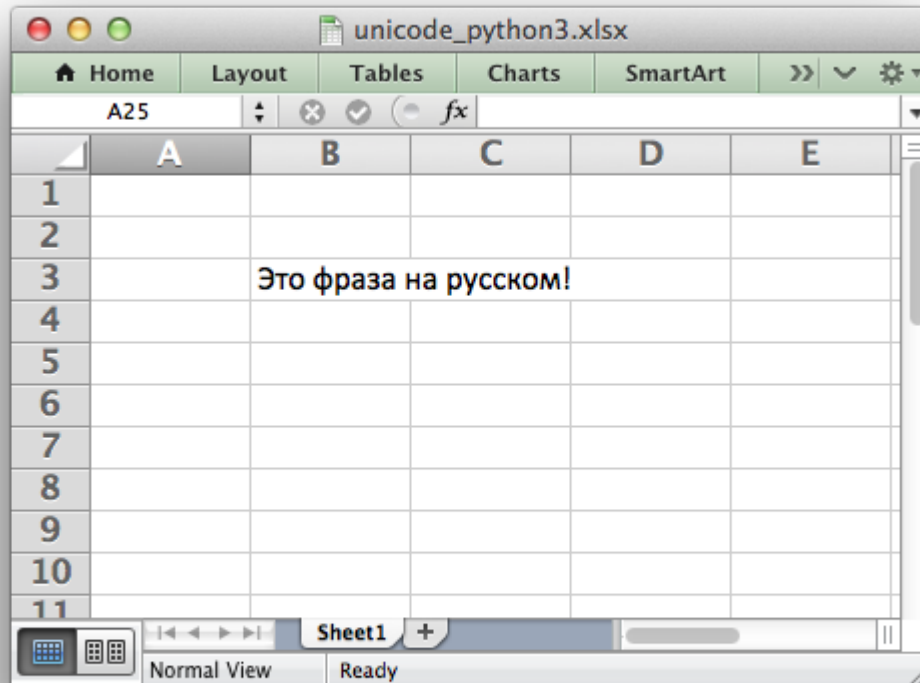 unicode_python3.xlsx
Home Layout Tables Charts SmartArt
A25 fx
A B C D E
1
2
3 Это фраза на русском!
4
5
6
7
8
9
10
11
Sheet1 +
Normal View Ready